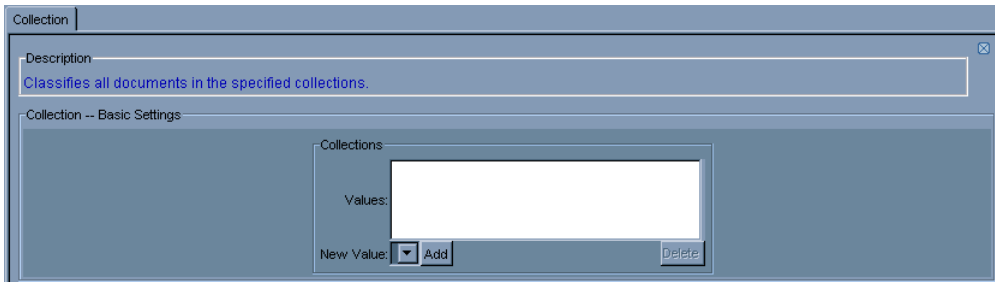 Collection
Description
Classifies all documents in the specified collections.
Collection -- Basic Settings
Collections
Values:
New Value: Add Delete